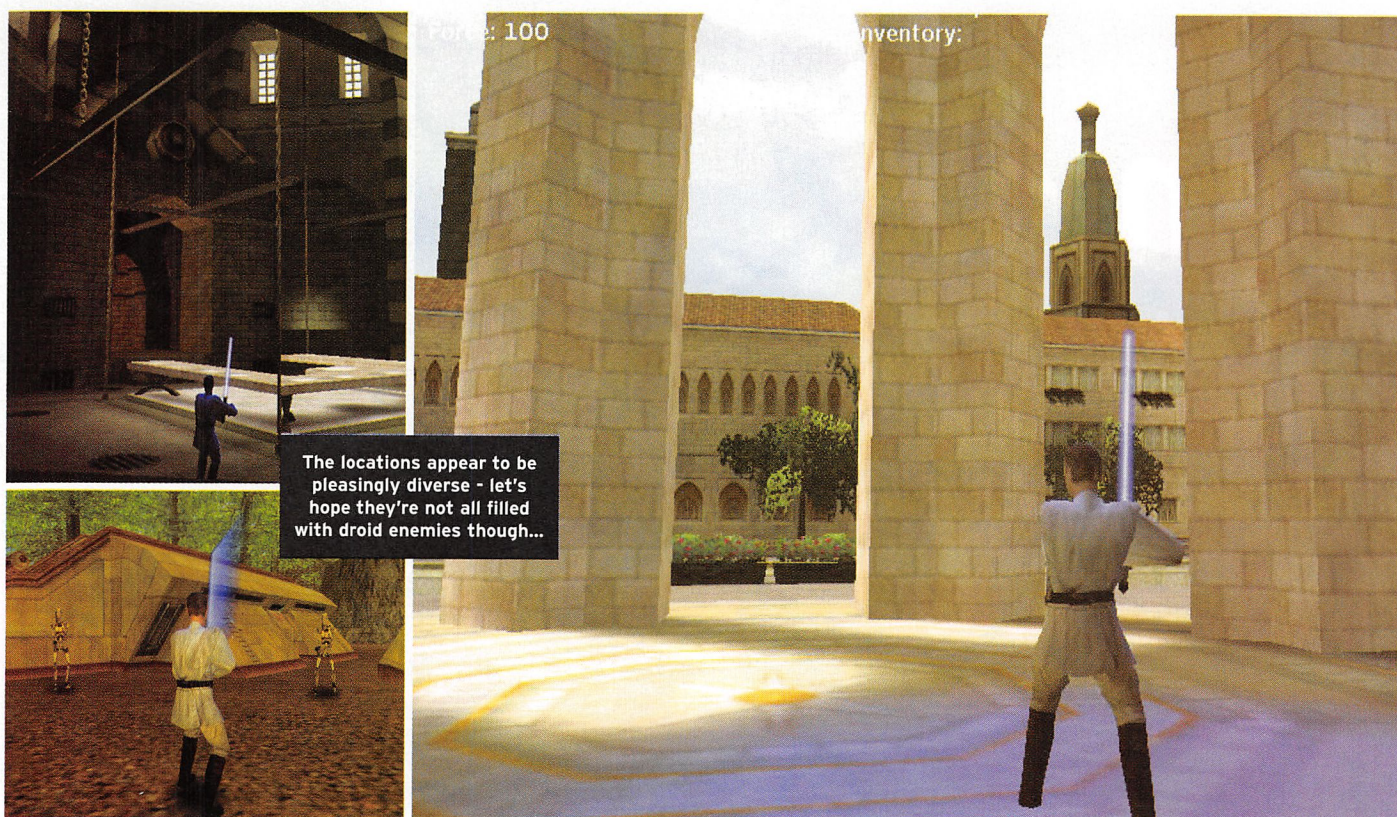 Force: 100
nventory:
The locations appear to be
pleasingly diverse - let's
hope they're not all filled
with droid enemies though...